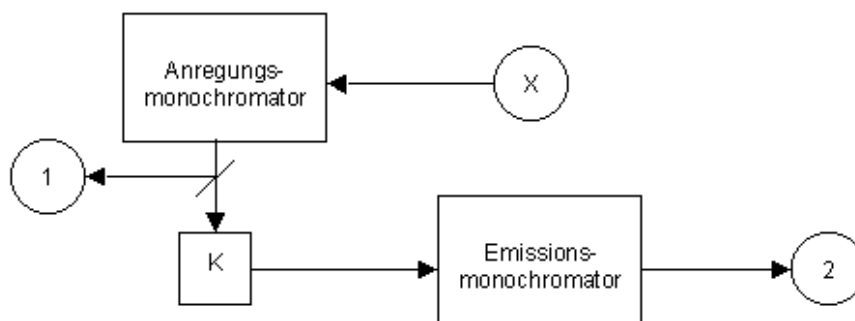 Anregungs-
monochromator
X
1
K
Emissions-
monochromator
2